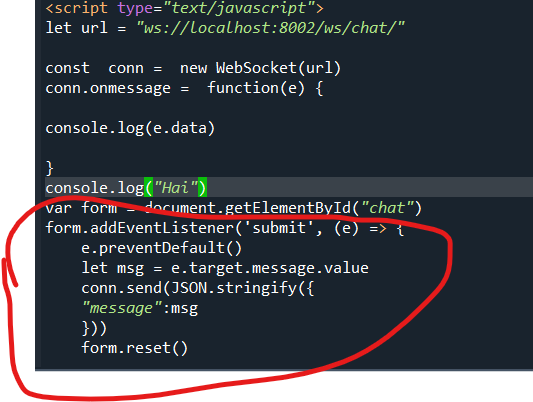 <script type="text/javascript">
let url = "ws://localhost:8002/ws/chat/"
const  conn =  new WebSocket(url)
conn.onmessage =  function(e) {
console.log(e.data)
}
console.log("Hai")
var form = document.getElementById("chat")
form.addEventListener('submit', (e) => {
e.preventDefault()
let msg = e.target.message.value
conn.send(JSON.stringify({
"message":msg
}))
form.reset()